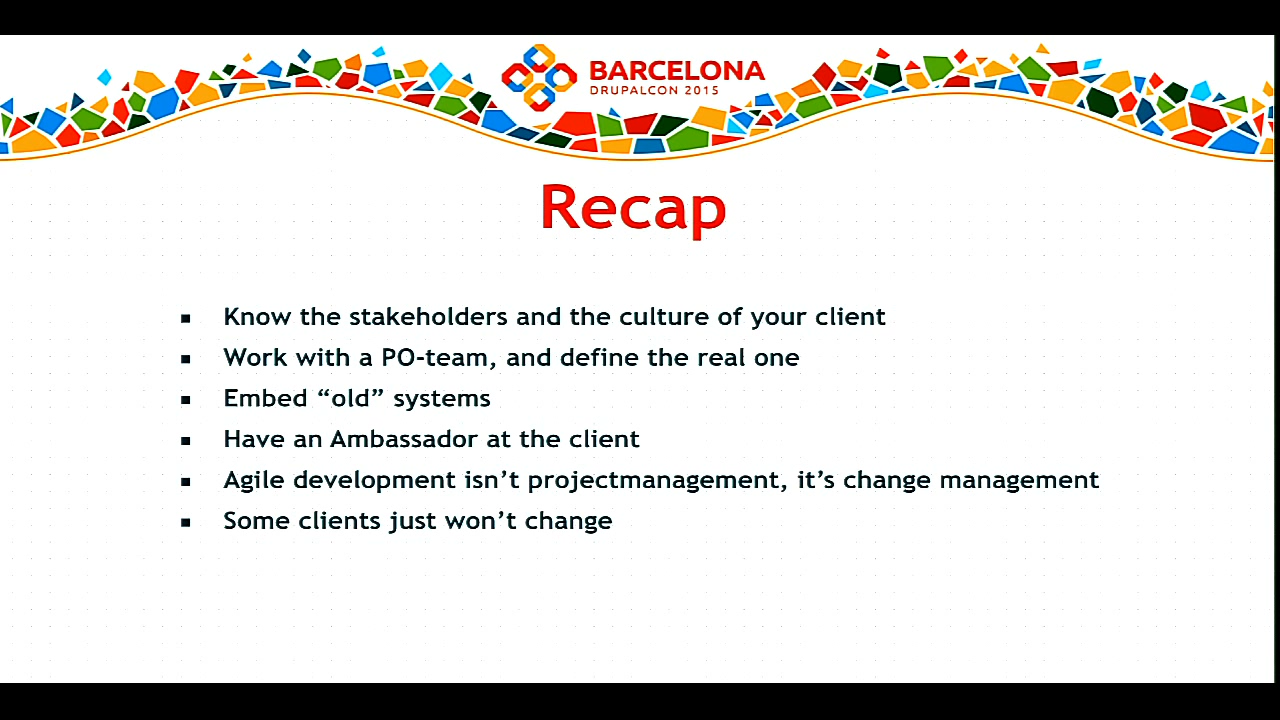 BARCELONA
DRUPALCON 2015
Recap
▪ Know the stakeholders and the culture of your client
▪ Work with a PO-team, and define the real one
▪ Embed “old” systems
▪ Have an Ambassador at the client
▪ Agile development isn’t projectmanagement, it’s change management
▪ Some clients just won’t change